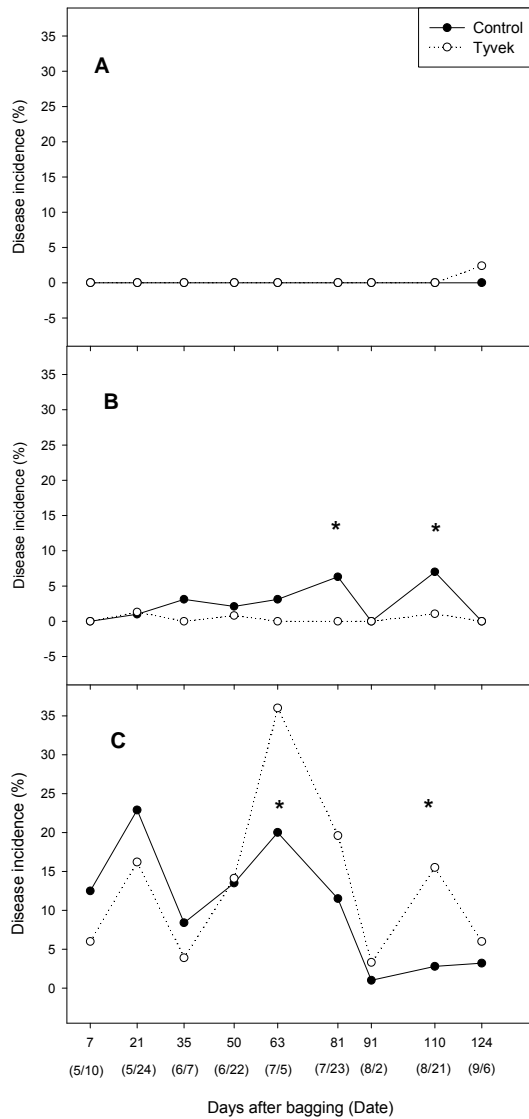 Control
Tyvek
A
Disease incidence (%)
35
30
25
20
15
10
5
0
-5
B
Disease incidence (%)
35
30
25
20
15
10
5
0
-5
*
*
C
Disease incidence (%)
35
30
25
20
15
10
5
0
*
*
7 21 35 50 63 81 91 110 124
(5/10) (5/24) (6/7) (6/22) (7/5) (7/23) (8/2) (8/21) (9/6)
Days after bagging (Date)